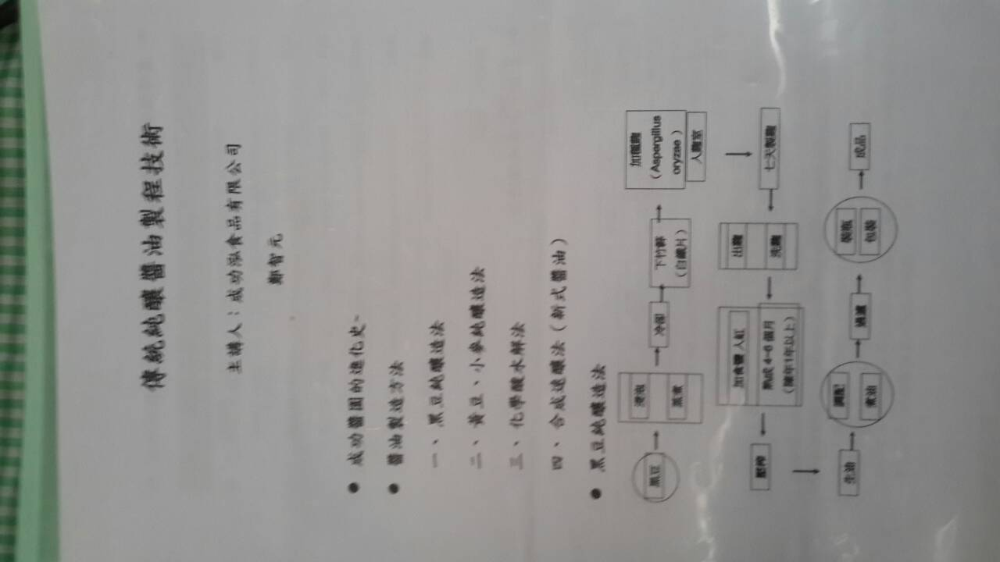 傳統純釀醬油製程技術
主講人：成功泓食品有限公司
鄭智元
● 成功醬園的進化史~
● 醬油製造方法
一、黑豆純釀造法
二、黃豆、小麥純釀造法
三、化學酸水解法
四、合成速釀法（新式醬油）
● 黑豆純釀造法
黑豆
浸泡
蒸煮
冷卻
下竹篩
（白鐵片）
加種麴
（Aspergillus
oryzae）
入麴室
七天製麴
出麴
洗麴
加食鹽 入缸
熟成 4-6 個月
（陳年1年以上）
壓榨
生油
調配
煮油
過濾
裝瓶
包裝
成品